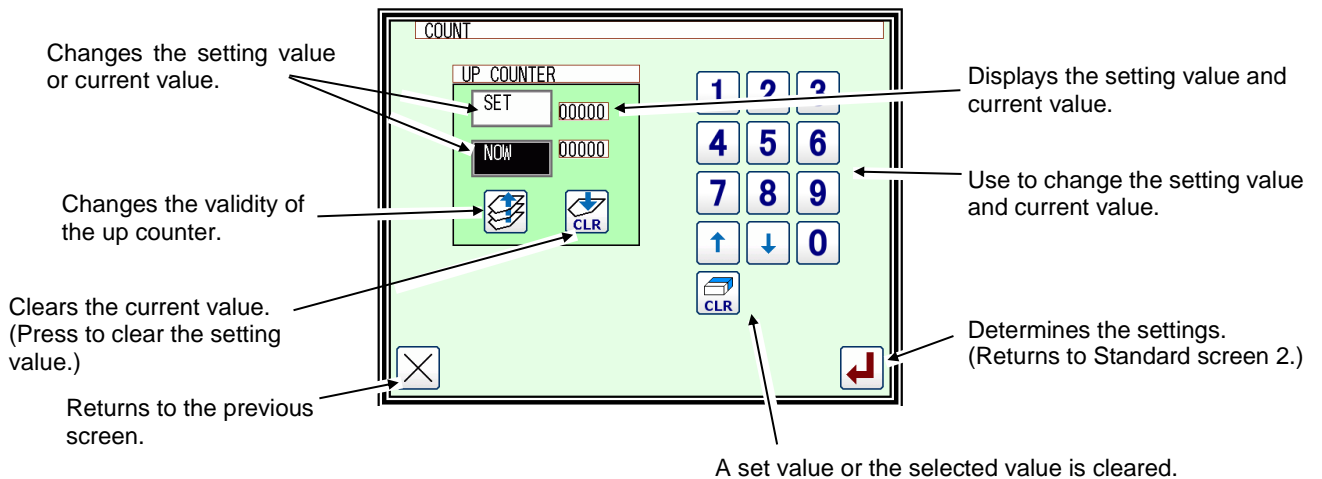 COUNT
Changes the setting value
or current value.
UP COUNTER
SET
00000
NOW
00000
CLR
1 2 3
4 5 6
7 8 9
↑ ↓ 0
CLR
Displays the setting value and
current value.
Use to change the setting value
and current value.
Changes the validity of
the up counter.
Clears the current value.
(Press to clear the setting
value.)
Determines the settings.
(Returns to Standard screen 2.)
Returns to the previous
screen.
A set value or the selected value is cleared.